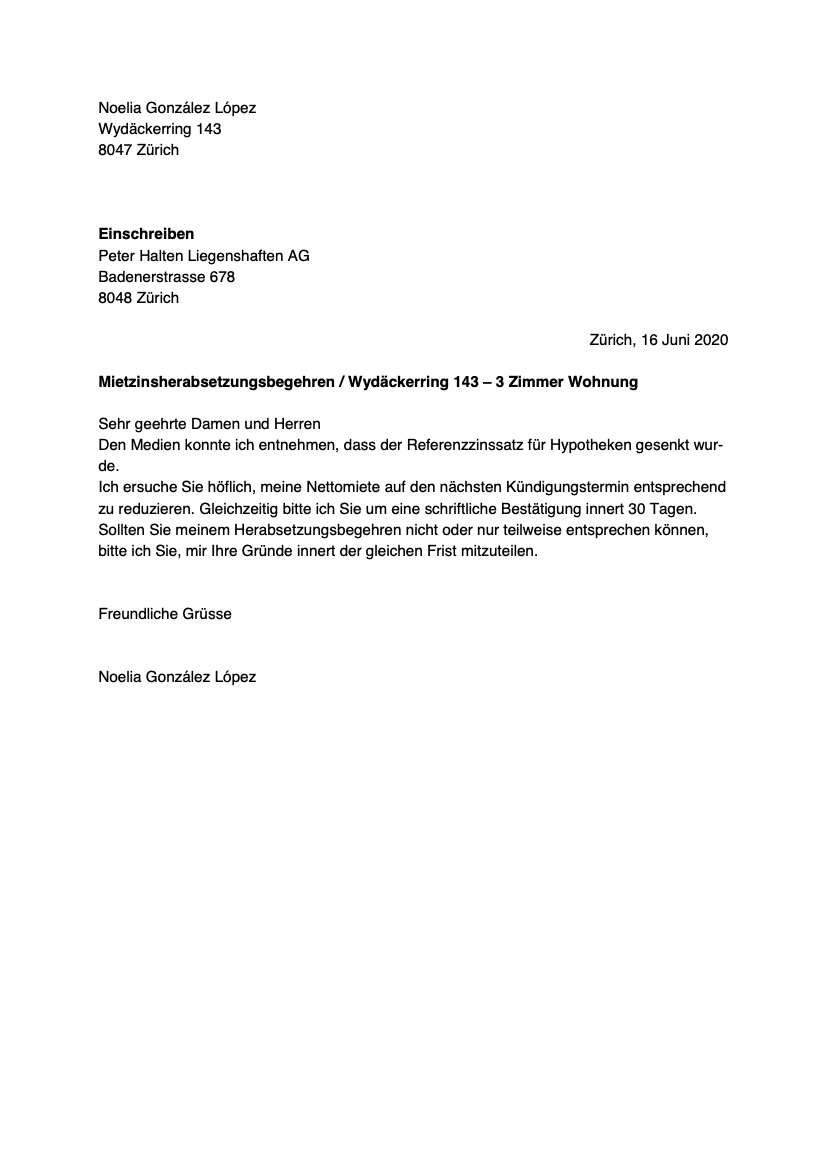 Noelia González López
Wydäckerring 143
8047 Zürich
Einschreiben
Peter Halten Liegenshaften AG
Badenerstrasse 678
8048 Zürich
Zürich, 16 Juni 2020
Mietzinsherabsetzungsbegehren / Wydäckerring 143 – 3 Zimmer Wohnung
Sehr geehrte Damen und Herren
Den Medien konnte ich entnehmen, dass der Referenzzinssatz für Hypotheken gesenkt wur-
de.
Ich ersuche Sie höflich, meine Nettomiete auf den nächsten Kündigungstermin entsprechend
zu reduzieren. Gleichzeitig bitte ich Sie um eine schriftliche Bestätigung innert 30 Tagen.
Sollten Sie meinem Herabsetzungsbegehren nicht oder nur teilweise entsprechen können,
bitte ich Sie, mir Ihre Gründe innert der gleichen Frist mitzuteilen.
Freundliche Grüsse
Noelia González López